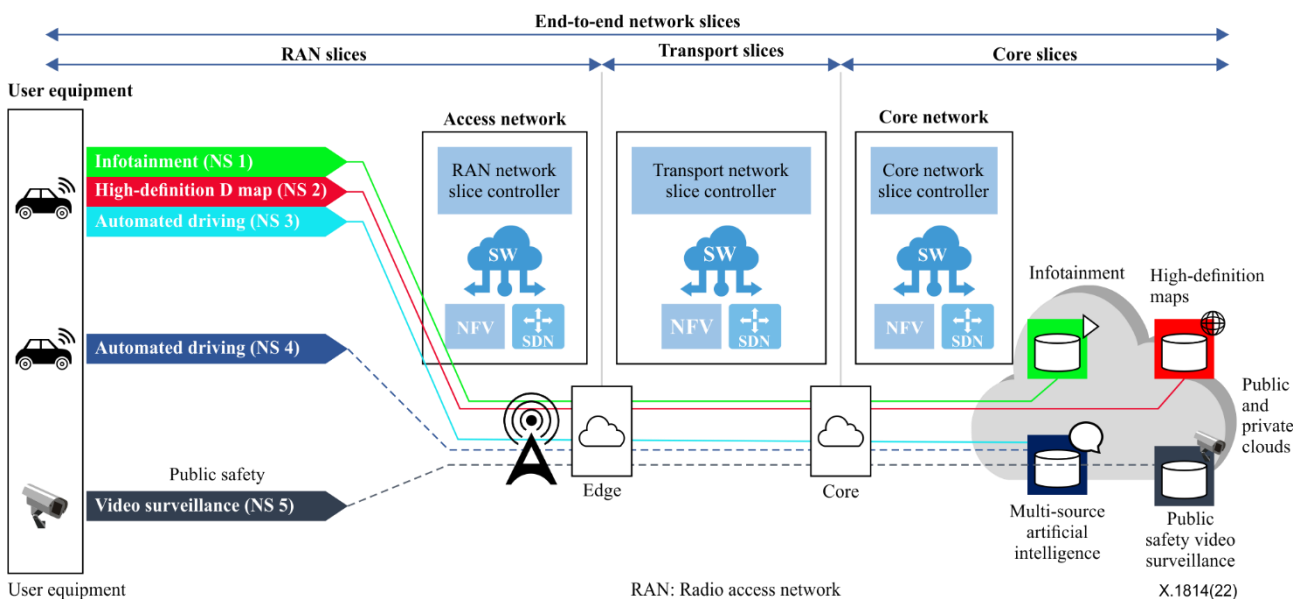 End-to-end network slices
RAN slices
Transport slices
Core slices
User equipment
Access network
Core network
Infotainment (NS 1)
High-definition D map (NS 2)
Automated driving (NS 3)
RAN network
slice controller
Transport network
slice controller
Core network
slice controller
SW
SW
SW
NFV
SDN
NFV
SDN
NFV
SDN
Infotainment
High-definition
maps
Automated driving (NS 4)
Public and
private
clouds
Public safety
Video surveillance (NS 5)
Edge
Core
Multi-source
artificial
intelligence
Public
safety video
surveillance
User equipment
RAN: Radio access network
X.1814(22)